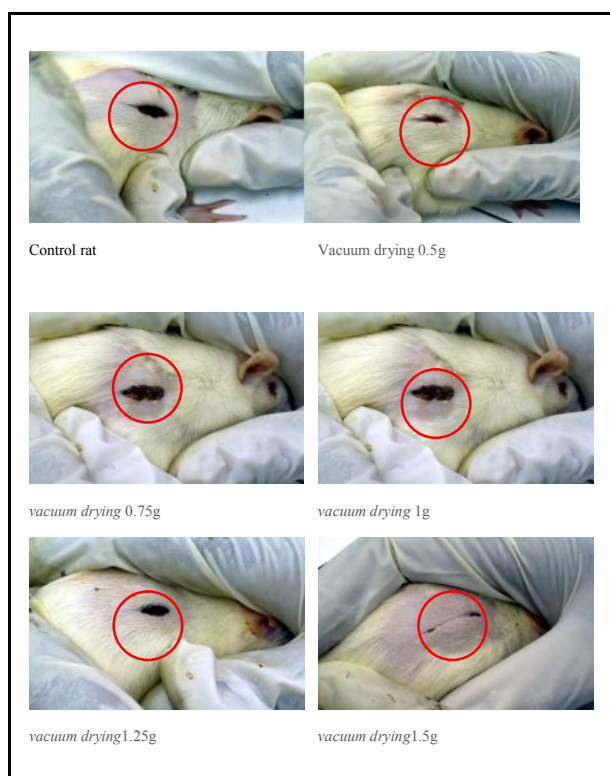 Control rat
Vacuum drying 0.5g
vacuum drying 0.75g
vacuum drying 1g
vacuum drying1.25g
vacuum drying1.5g